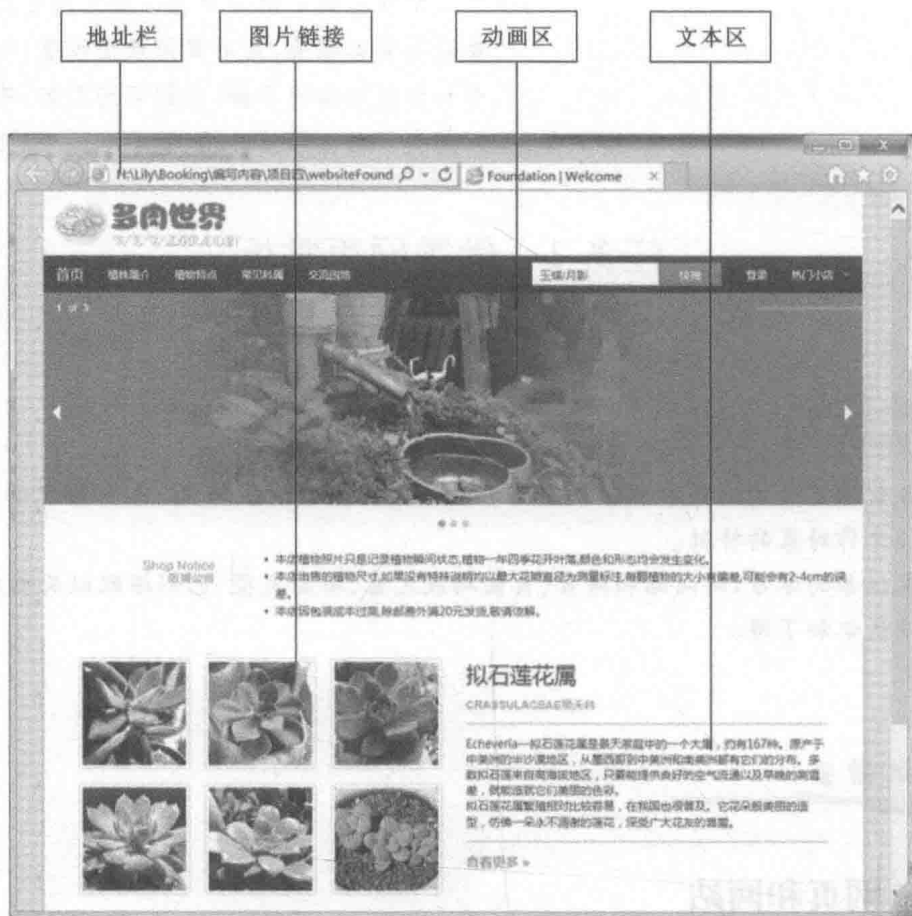 地址栏 图片链接 动画区 文本区
N:\Lily\Booking\编写内容\项目四\websiteFound
Foundation | Welcome
多肉世界
首页 植株简介 植物特点 常见科属 交流园地 玉蝶/月影 快搜 登录 热门小店
1 of 3
Shop Notice
本店植物照片只是记录植物瞬间状态,植物一年四季花开叶落,颜色和形态均会发生变化。
本店出售的植物尺寸,如果没有特殊说明均以最大花瓣直径为测量标注,每颗植物的大小有偏差,可能会有2-4cm的误
差。
本店因包装成本过高,除邮费外满20元发货,敬请谅解。
拟石莲花属
CRASSULACEAE景天科
Echeveria—拟石莲花属是景天家庭中的一个大属，约有167种。原产于
中美洲的半沙漠地区，从墨西哥到中美洲和南美洲都有它们的分布。多
数拟石莲来自高海拔地区，只要能提供良好的空气流通以及早晚的测温
差，就能造就它们美丽的色彩。
拟石莲花属繁殖相对比较容易，在我国也很普及。它花朵般美丽的造
型，仿佛一朵永不凋谢的莲花，深受广大花友的喜爱。
查看更多 »
网页和网站